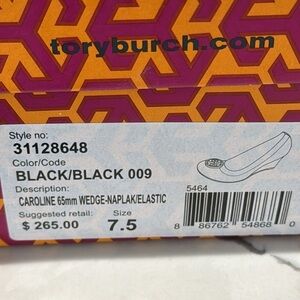 toryburch.com
Style no:
31128648
Color/Code
BLACK/BLACK 009
Description:
CAROLINE 65mm WEDGE-NAPLAK/ELASTIC
Suggested retail: Size
$ 265.00 7.5
5464
8 86762 54868 0